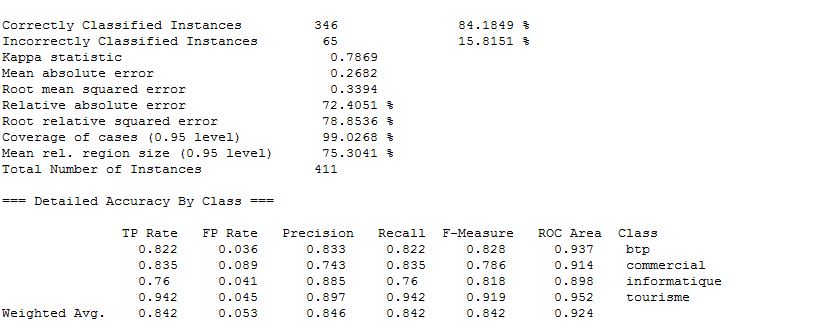 Correctly Classified Instances 346 84.1849 %
Incorrectly Classified Instances 65 15.8151 %
Kappa statistic 0.7869
Mean absolute error 0.2682
Root mean squared error 0.3394
Relative absolute error 72.4051 %
Root relative squared error 78.8536 %
Coverage of cases (0.95 level) 99.0268 %
Mean rel. region size (0.95 level) 75.3041 %
Total Number of Instances 411
=== Detailed Accuracy By Class ===
TP Rate FP Rate Precision Recall F-Measure ROC Area Class
0.822 0.036 0.833 0.822 0.828 0.937 btp
0.835 0.089 0.743 0.835 0.786 0.914 commercial
0.76 0.041 0.885 0.76 0.818 0.898 informatique
0.942 0.045 0.897 0.942 0.919 0.952 tourisme
Weighted Avg. 0.842 0.053 0.846 0.842 0.842 0.924